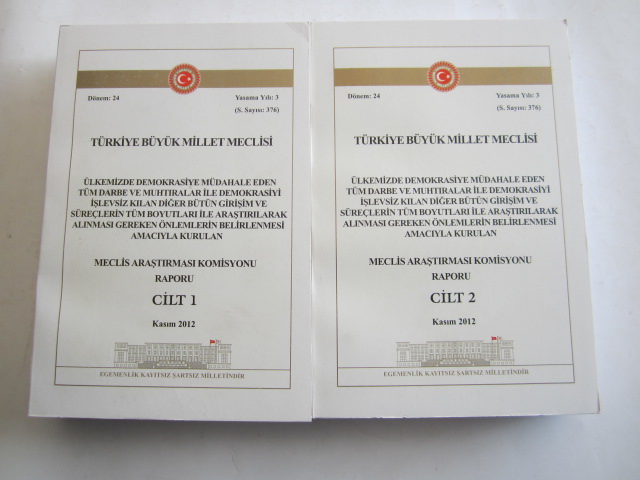 Dönem: 24
Yasama Yılı: 3
(S. Sayısı: 376)
TÜRKİYE BÜYÜK MİLLET MECLİSİ
ÜLKEMİZDE DEMOKRASİYE MÜDAHALE EDEN
TÜM DARBE VE MUHTIRALAR İLE DEMOKRASİYİ
İŞLEVSİZ KILAN DİĞER BÜTÜN GİRİŞİM VE
SÜREÇLERİN TÜM BOYUTLARI İLE ARAŞTIRILARAK
ALINMASI GEREKEN ÖNLEMLERİN BELİRLENMESİ
AMACIYLA KURULAN
MECLİS ARAŞTIRMASI KOMİSYONU
RAPORU
CİLT 1
Kasım 2012
EGEMENLİK KAYITSIZ ŞARTSIZ MİLLETİNDİR
Dönem: 24
Yasama Yılı: 3
(S. Sayısı: 376)
TÜRKİYE BÜYÜK MİLLET MECLİSİ
ÜLKEMİZDE DEMOKRASİYE MÜDAHALE EDEN
TÜM DARBE VE MUHTIRALAR İLE DEMOKRASİYİ
İŞLEVSİZ KILAN DİĞER BÜTÜN GİRİŞİM VE
SÜREÇLERİN TÜM BOYUTLARI İLE ARAŞTIRILARAK
ALINMASI GEREKEN ÖNLEMLERİN BELİRLENMESİ
AMACIYLA KURULAN
MECLİS ARAŞTIRMASI KOMİSYONU
RAPORU
CİLT 2
Kasım 2012
EGEMENLİK KAYITSIZ ŞARTSIZ MİLLETİNDİR